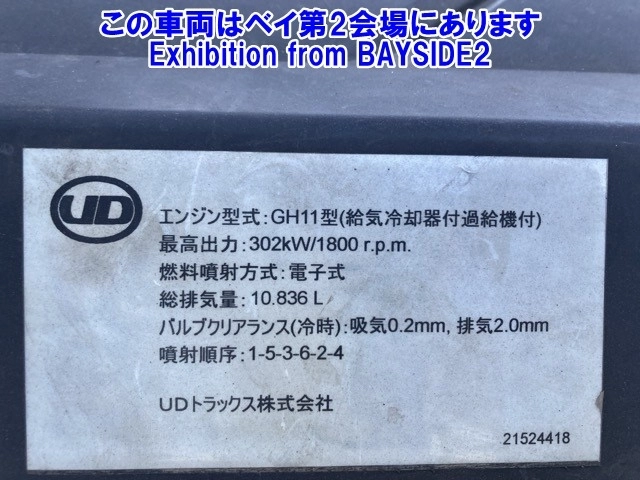 この車両はベイ第2会場にあります
Exhibition from BAYSIDE2
UD
エンジン型式:GH11型(給気冷却器付過給機付)
最高出力:302kW/1800 r.p.m.
燃料噴射方式:電子式
総排気量:10.836 L
バルブクリアランス(冷時):吸気0.2mm, 排気2.0mm
噴射順序:1-5-3-6-2-4
UDトラックス株式会社
21524418